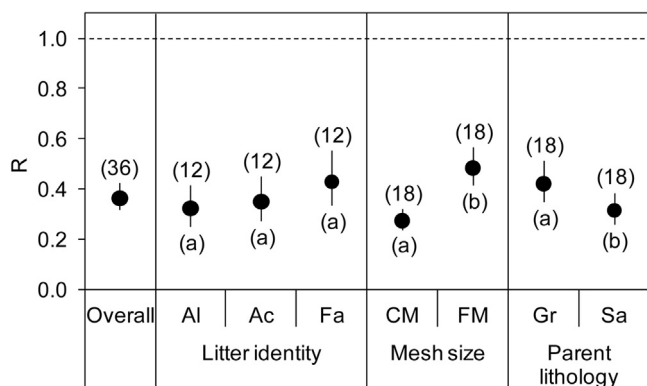 1.0
0.8
0.6
0.4
0.2
0.0
R
(36)
(12)
(a)
(12)
(a)
(12)
(a)
(18)
(a)
(18)
(b)
(18)
(a)
(18)
(b)
Overall
Al
Ac
Fa
CM
FM
Gr
Sa
Litter identity
Mesh size
Parent
lithology